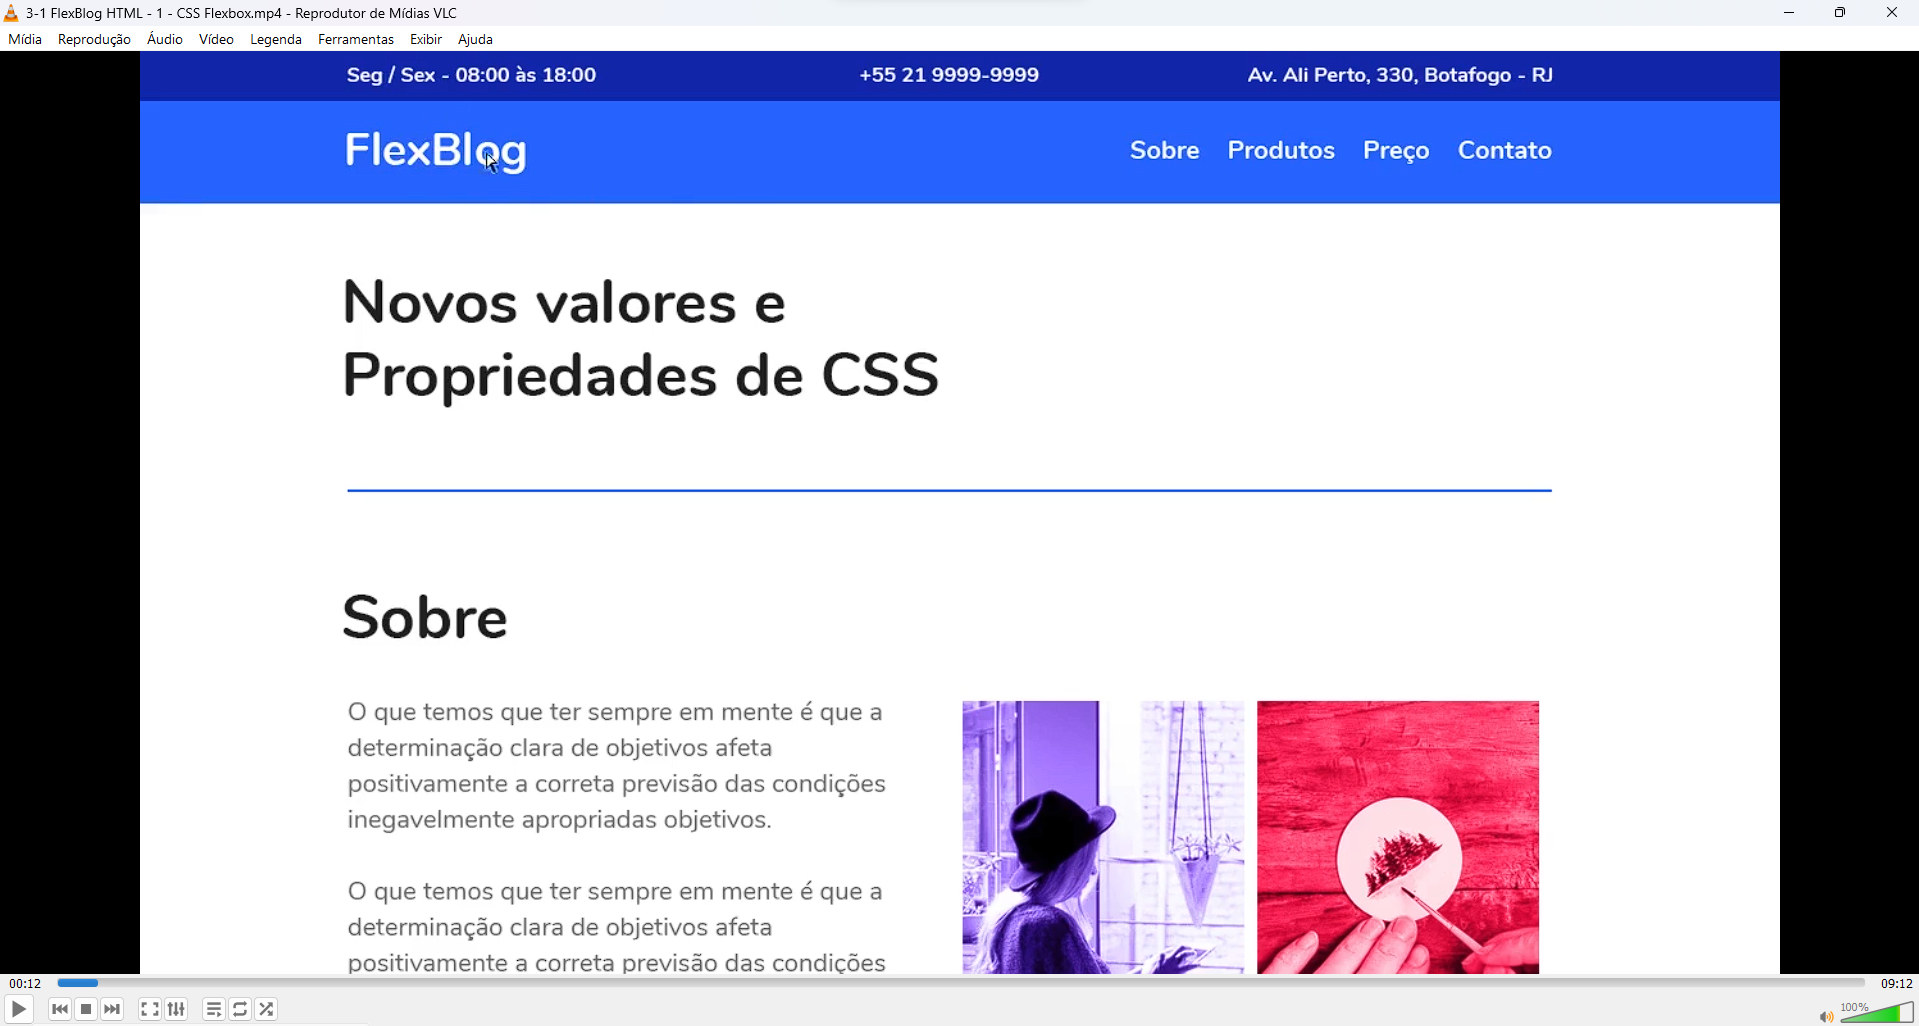 3-1 FlexBlog HTML - 1 - CSS Flexbox.mp4 - Reprodutor de Mídias VLC
Mídia Reprodução Áudio Vídeo Legenda Ferramentas Exibir Ajuda
Seg / Sex - 08:00 às 18:00 +55 21 9999-9999 Av. Ali Perto, 330, Botafogo - RJ
FlexBlog Sobre Produtos Preço Contato
Novos valores e
Propriedades de CSS
Sobre
O que temos que ter sempre em mente é que a
determinação clara de objetivos afeta
positivamente a correta previsão das condições
inegavelmente apropriadas objetivos.
O que temos que ter sempre em mente é que a
determinação clara de objetivos afeta
positivamente a correta previsão das condições
00:12 09:12
100%